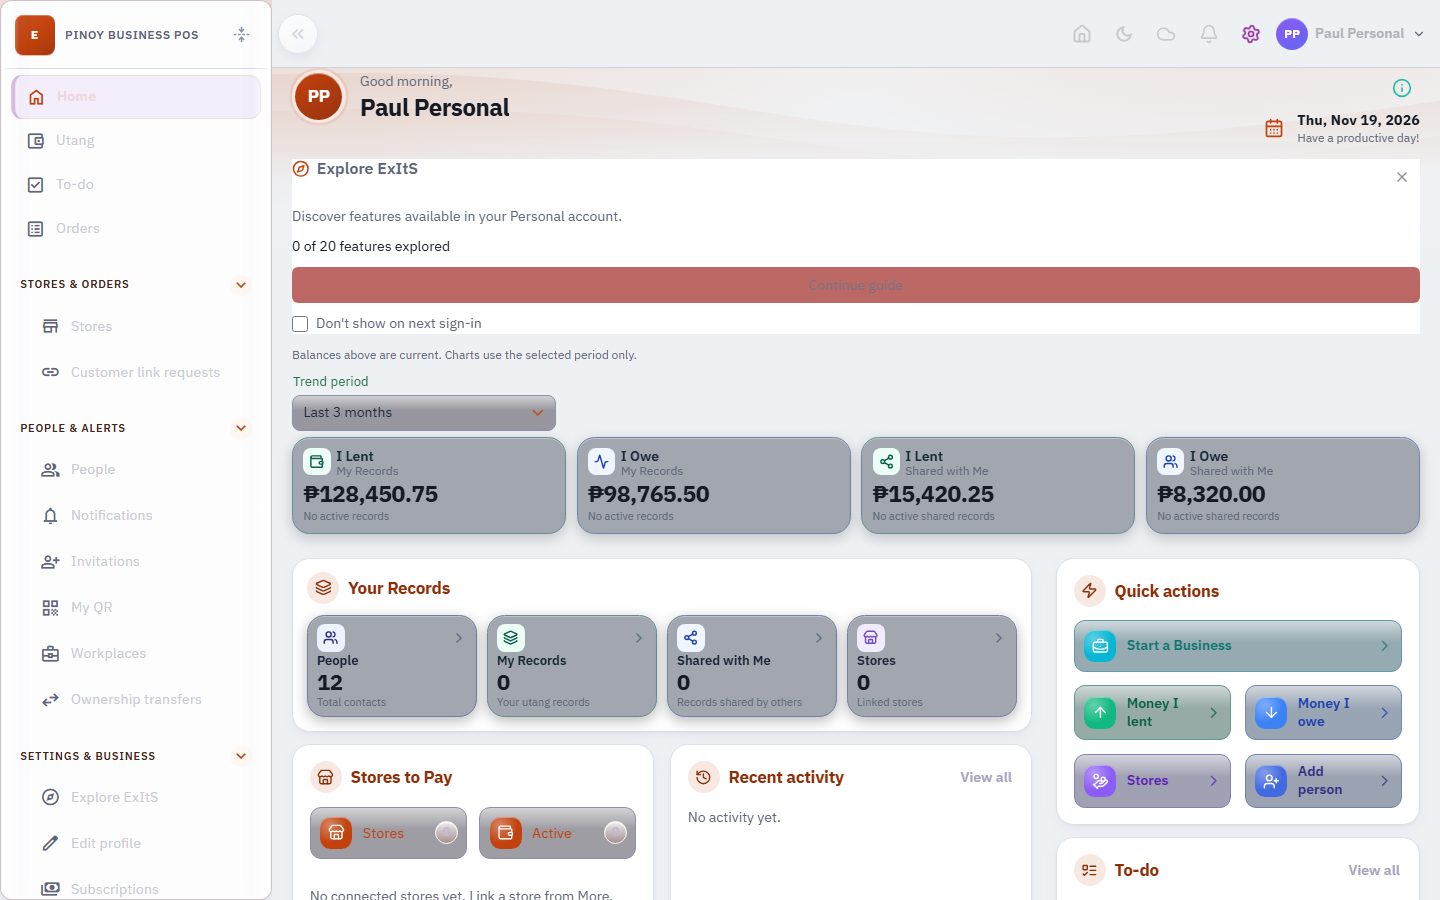 E
PINOY BUSINESS POS
Home
Utang
To-do
Orders
STORES & ORDERS
Stores
Customer link requests
PEOPLE & ALERTS
People
Notifications
Invitations
My QR
Workplaces
Ownership transfers
SETTINGS & BUSINESS
Explore ExItS
Edit profile
Subscriptions
PP
Paul Personal
PP
Good morning,
Paul Personal
Thu, Nov 19, 2026
Have a productive day!
Explore ExItS
Discover features available in your Personal account.
0 of 20 features explored
Continue guide
Don't show on next sign-in
Balances above are current. Charts use the selected period only.
Trend period
Last 3 months
I Lent
My Records
₱128,450.75
No active records
I Owe
My Records
₱98,765.50
No active records
I Lent
Shared with Me
₱15,420.25
No active shared records
I Owe
Shared with Me
₱8,320.00
No active shared records
Your Records
People
12
Total contacts
My Records
0
Your utang records
Shared with Me
0
Records shared by others
Stores
0
Linked stores
Quick actions
Start a Business
Money I
lent
Money I
owe
Stores
Add
person
Stores to Pay
Stores
Active
No connected stores yet. Link a store from More.
Recent activity
View all
No activity yet.
To-do
View all